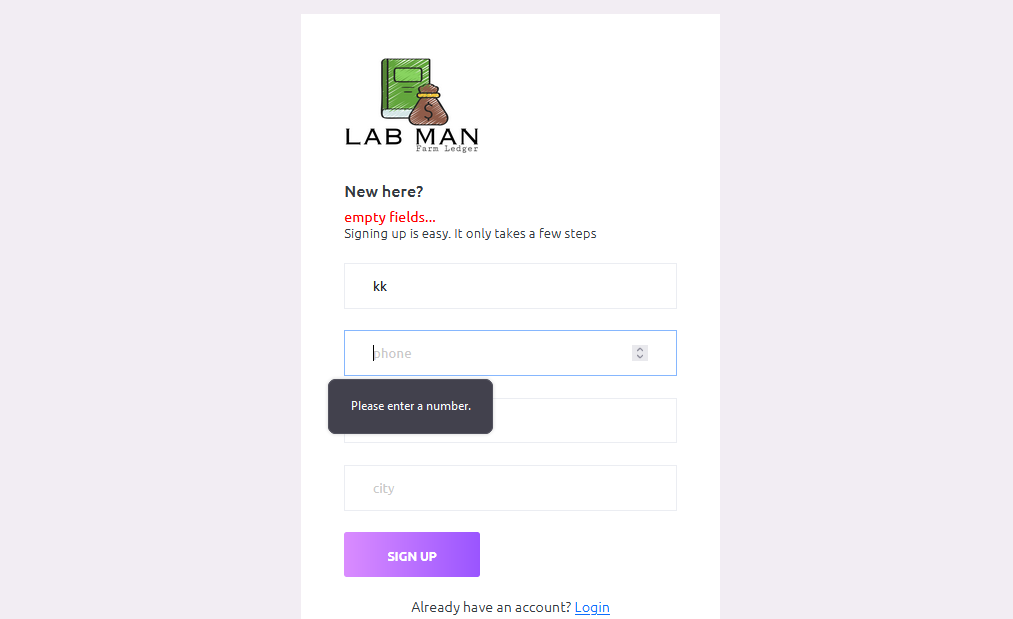 $
LAB MAN
Farm Ledger
New here?
empty fields...
Signing up is easy. It only takes a few steps
kk
phone
Please enter a number.
city
SIGN UP
Already have an account? Login